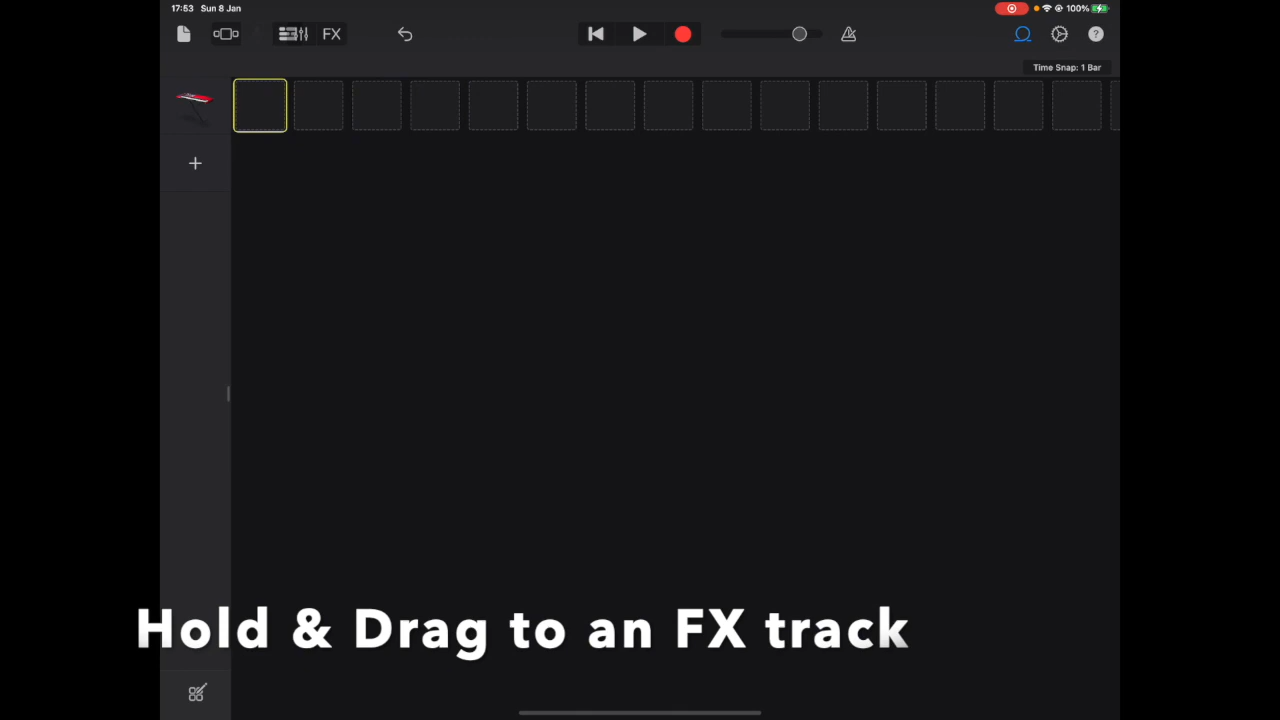 17:53 Sun 8 Jan
100%
FX
Time Snap: 1 Bar
Hold & Drag to an FX track